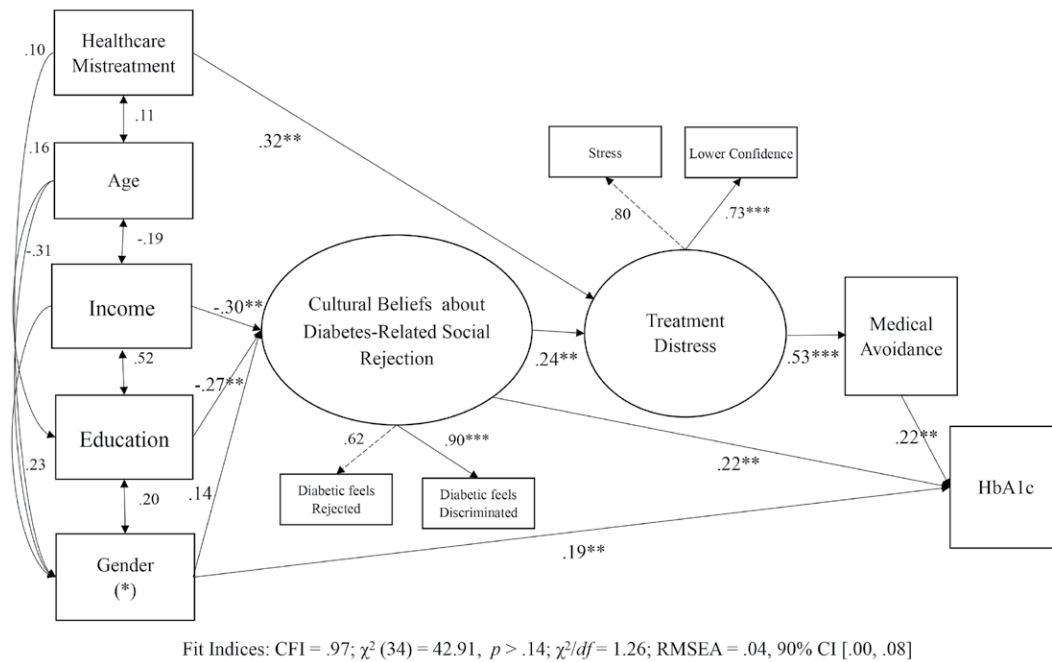 Healthcare
Mistreatment
.10
.11
.32**
Stress
Lower Confidence
.16
Age
.80
.73***
-.19
-.31
Income
-.30**
Cultural Beliefs about
Diabetes-Related Social
Rejection
Treatment
Distress
Medical
Avoidance
.24**
.53***
.52
-.27**
Education
.62
.90***
.22**
.22**
.23
.20
.14
Diabetic feels
Rejected
Diabetic feels
Discriminated
HbA1c
Gender
(*)
.19**
Fit Indices: CFI = .97; χ² (34) = 42.91, p > .14; χ²/df = 1.26; RMSEA = .04, 90% CI [.00, .08]